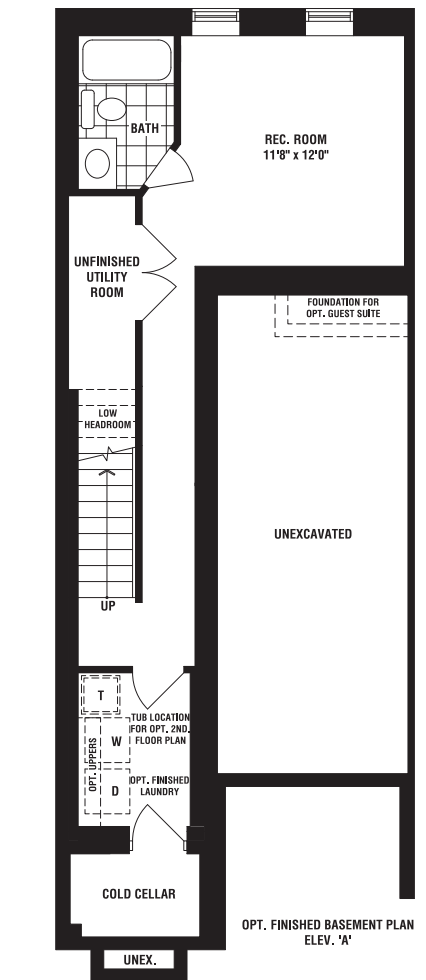 BATH
REC. ROOM
11'8" x 12'0"
UNFINISHED
UTILITY
ROOM
FOUNDATION FOR
OPT. GUEST SUITE
LOW
HEADROOM
UNEXCAVATED
UP
T
TUB LOCATION
FOR OPT. 2ND.
FLOOR PLAN
W
OPT. UPPERS
D
OPT. FINISHED
LAUNDRY
COLD CELLAR
OPT. FINISHED BASEMENT PLAN
ELEV. 'A'
UNEX.